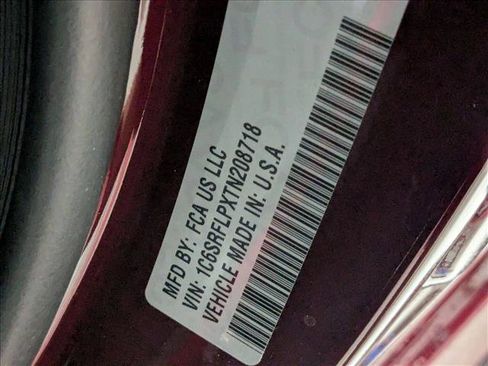 MFD BY: FCA US LLC
VIN: 1C6SRFLPXTN208718
VEHICLE MADE IN: U.S.A.